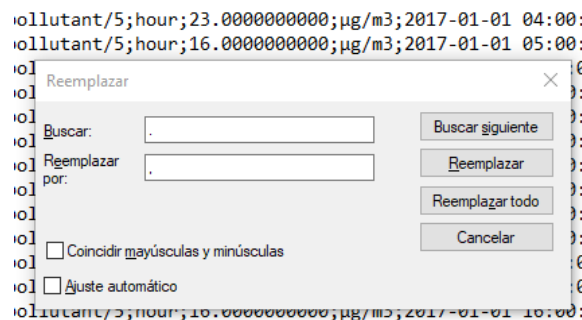 ollutant/5;hour;23.0000000000;µg/m3;2017-01-01 04:00:
ollutant/5;hour;16.0000000000;µg/m3;2017-01-01 05:00:
Reemplazar
Buscar:
.
Buscar siguiente
Reemplazar por:
,
Reemplazar
Reemplazar todo
Cancelar
Coincidir mayúsculas y minúsculas
Ajuste automático
ollutant/5;hour;16.0000000000;µg/m3;2017-01-01 16:00: